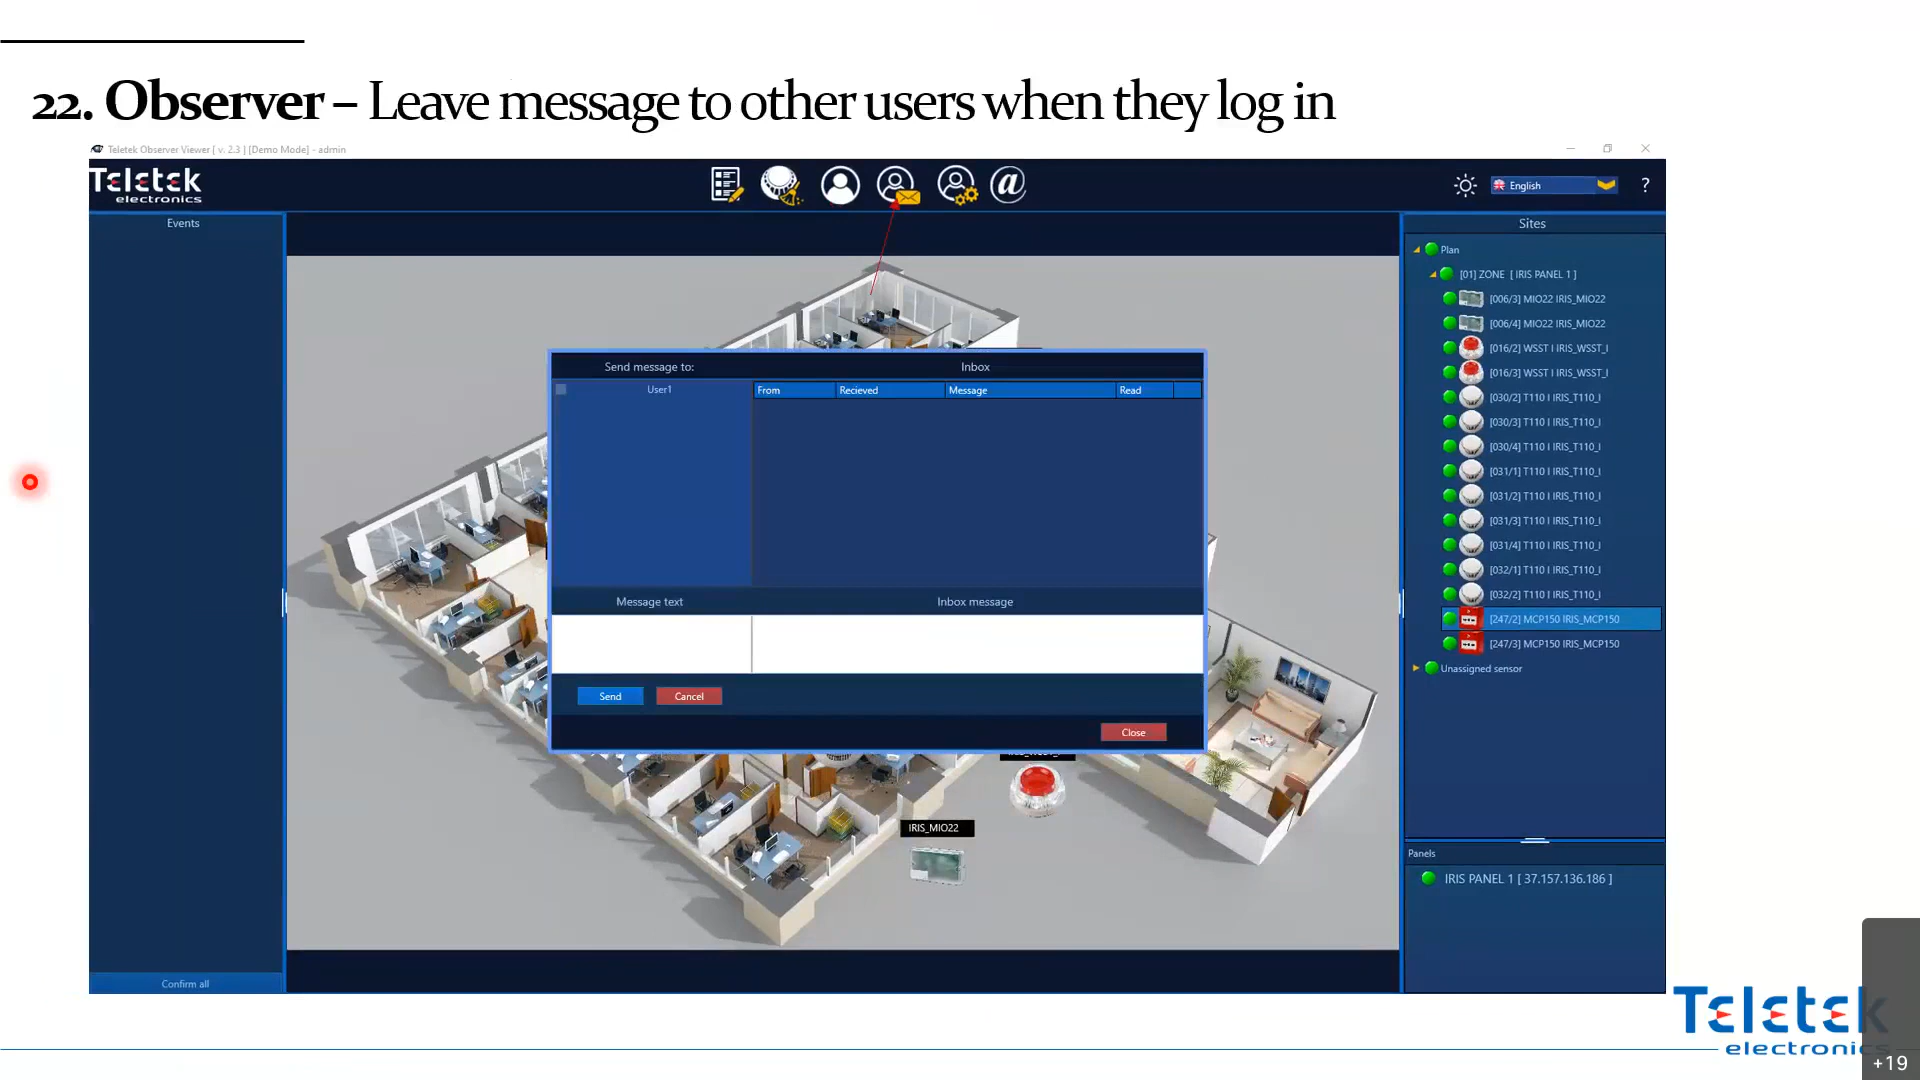 22. Observer – Leave message to other users when they log in
Teletek Observer Viewer [ v. 2.3 ] [Demo Mode] - admin
Teletek
electronics
@
English
?
Events
Sites
Plan
[01] ZONE [ IRIS PANEL 1 ]
[006/3] MIO22 IRIS_MIO22
[006/4] MIO22 IRIS_MIO22
[016/2] WSST I IRIS_WSST_I
[016/3] WSST I IRIS_WSST_I
[030/2] T110 I IRIS_T110_I
[030/3] T110 I IRIS_T110_I
[030/4] T110 I IRIS_T110_I
[031/1] T110 I IRIS_T110_I
[031/2] T110 I IRIS_T110_I
[031/3] T110 I IRIS_T110_I
[031/4] T110 I IRIS_T110_I
[032/1] T110 I IRIS_T110_I
[032/2] T110 I IRIS_T110_I
[247/2] MCP150 IRIS_MCP150
[247/3] MCP150 IRIS_MCP150
Unassigned sensor
Send message to:
Inbox
User1
From
Recieved
Message
Read
Message text
Inbox message
Send
Cancel
Close
IRIS_MIO22
Panels
IRIS PANEL 1 [ 37.157.136.186 ]
Confirm all
Teletek
electronics
+19